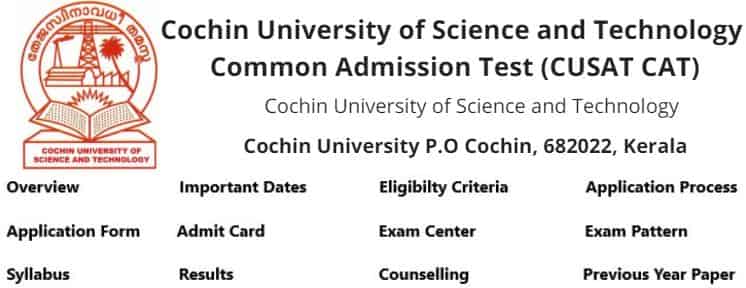 തേജസ്വിനാവധീതമസ്തു
COCHIN UNIVERSITY OF
SCIENCE AND TECHNOLOGY
Cochin University of Science and Technology
Common Admission Test (CUSAT CAT)
Cochin University of Science and Technology
Cochin University P.O Cochin, 682022, Kerala
Overview Important Dates Eligibilty Criteria Application Process
Application Form Admit Card Exam Center Exam Pattern
Syllabus Results Counselling Previous Year Paper